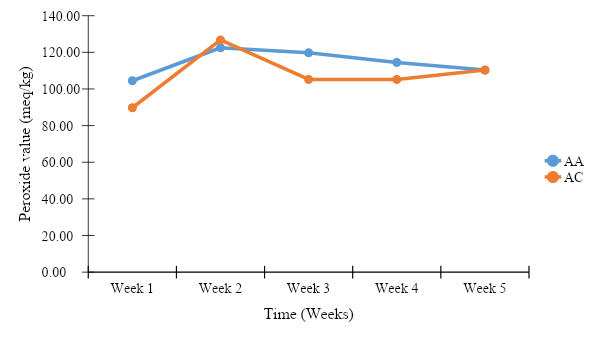 140.00
120.00
100.00
80.00
60.00
40.00
20.00
0.00
Peroxide value (meq/kg)
Week 1
Week 2
Week 3
Week 4
Week 5
Time (Weeks)
AA
AC